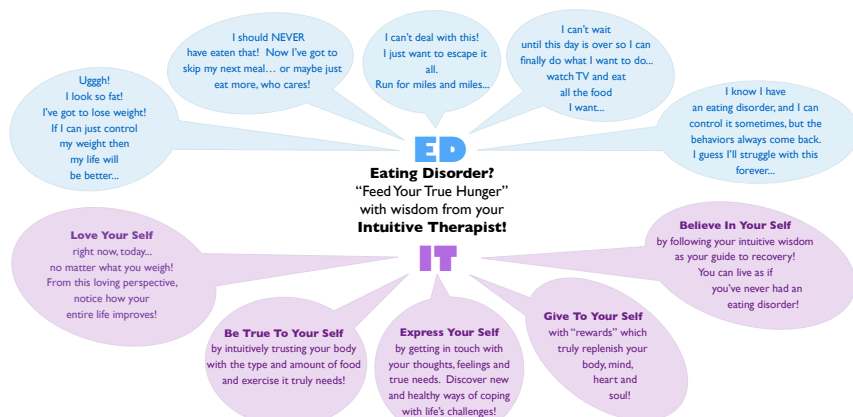 Ugggh!
I look so fat!
I've got to lose weight!
If I can just control
my weight then
my life will
be better...
I should NEVER
have eaten that! Now I've got to
skip my next meal... or maybe just
eat more, who cares!
I can't deal with this!
I just want to escape it
all.
Run for miles and miles...
I can't wait
until this day is over so I can
finally do what I want to do...
watch TV and eat
all the food
I want...
I know I have
an eating disorder, and I can
control it sometimes, but the
behaviors always come back.
I guess I'll struggle with this
forever...
ED
Eating Disorder?
“Feed Your True Hunger”
with wisdom from your
Intuitive Therapist!
IT
Love Your Self
right now, today...
no matter what you weigh!
From this loving perspective,
notice how your
entire life improves!
Be True To Your Self
by intuitively trusting your body
with the type and amount of food
and exercise it truly needs!
Express Your Self
by getting in touch with
your thoughts, feelings and
true needs. Discover new
and healthy ways of coping
with life's challenges!
Give To Your Self
with “rewards” which
truly replenish your
body, mind,
heart and
soul!
Believe In Your Self
by following your intuitive wisdom
as your guide to recovery!
You can live as if
you've never had an
eating disorder!